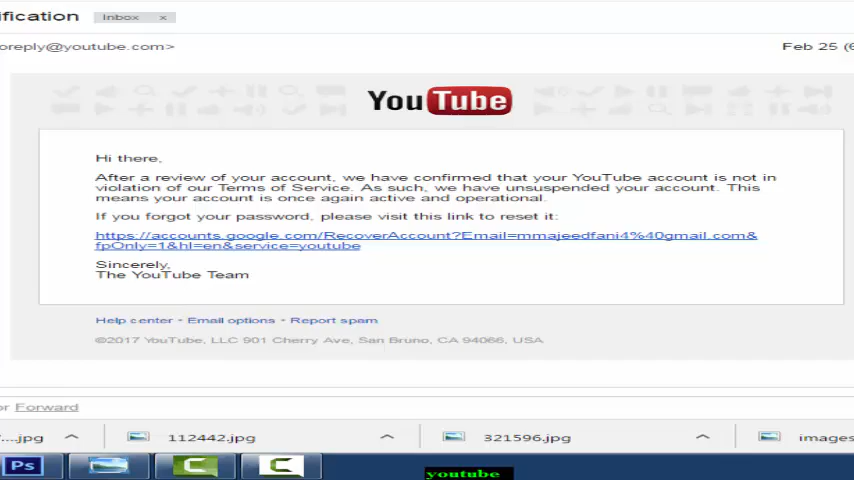 ification Inbox x
oreply@youtube.com> Feb 25 (6
YouTube
Hi there,
After a review of your account, we have confirmed that your YouTube account is not in
violation of our Terms of Service. As such, we have unsuspended your account. This
means your account is once again active and operational.
If you forgot your password, please visit this link to reset it:
https://accounts.google.com/RecoverAccount?Email=mmajeedfani4%40gmail.com&
fpOnly=1&hl=en&service=youtube
Sincerely,
The YouTube Team
Help center • Email options • Report spam
©2017 YouTube, LLC 901 Cherry Ave, San Bruno, CA 94066, USA
or Forward
....jpg 112442.jpg 321596.jpg images
Ps
youtube